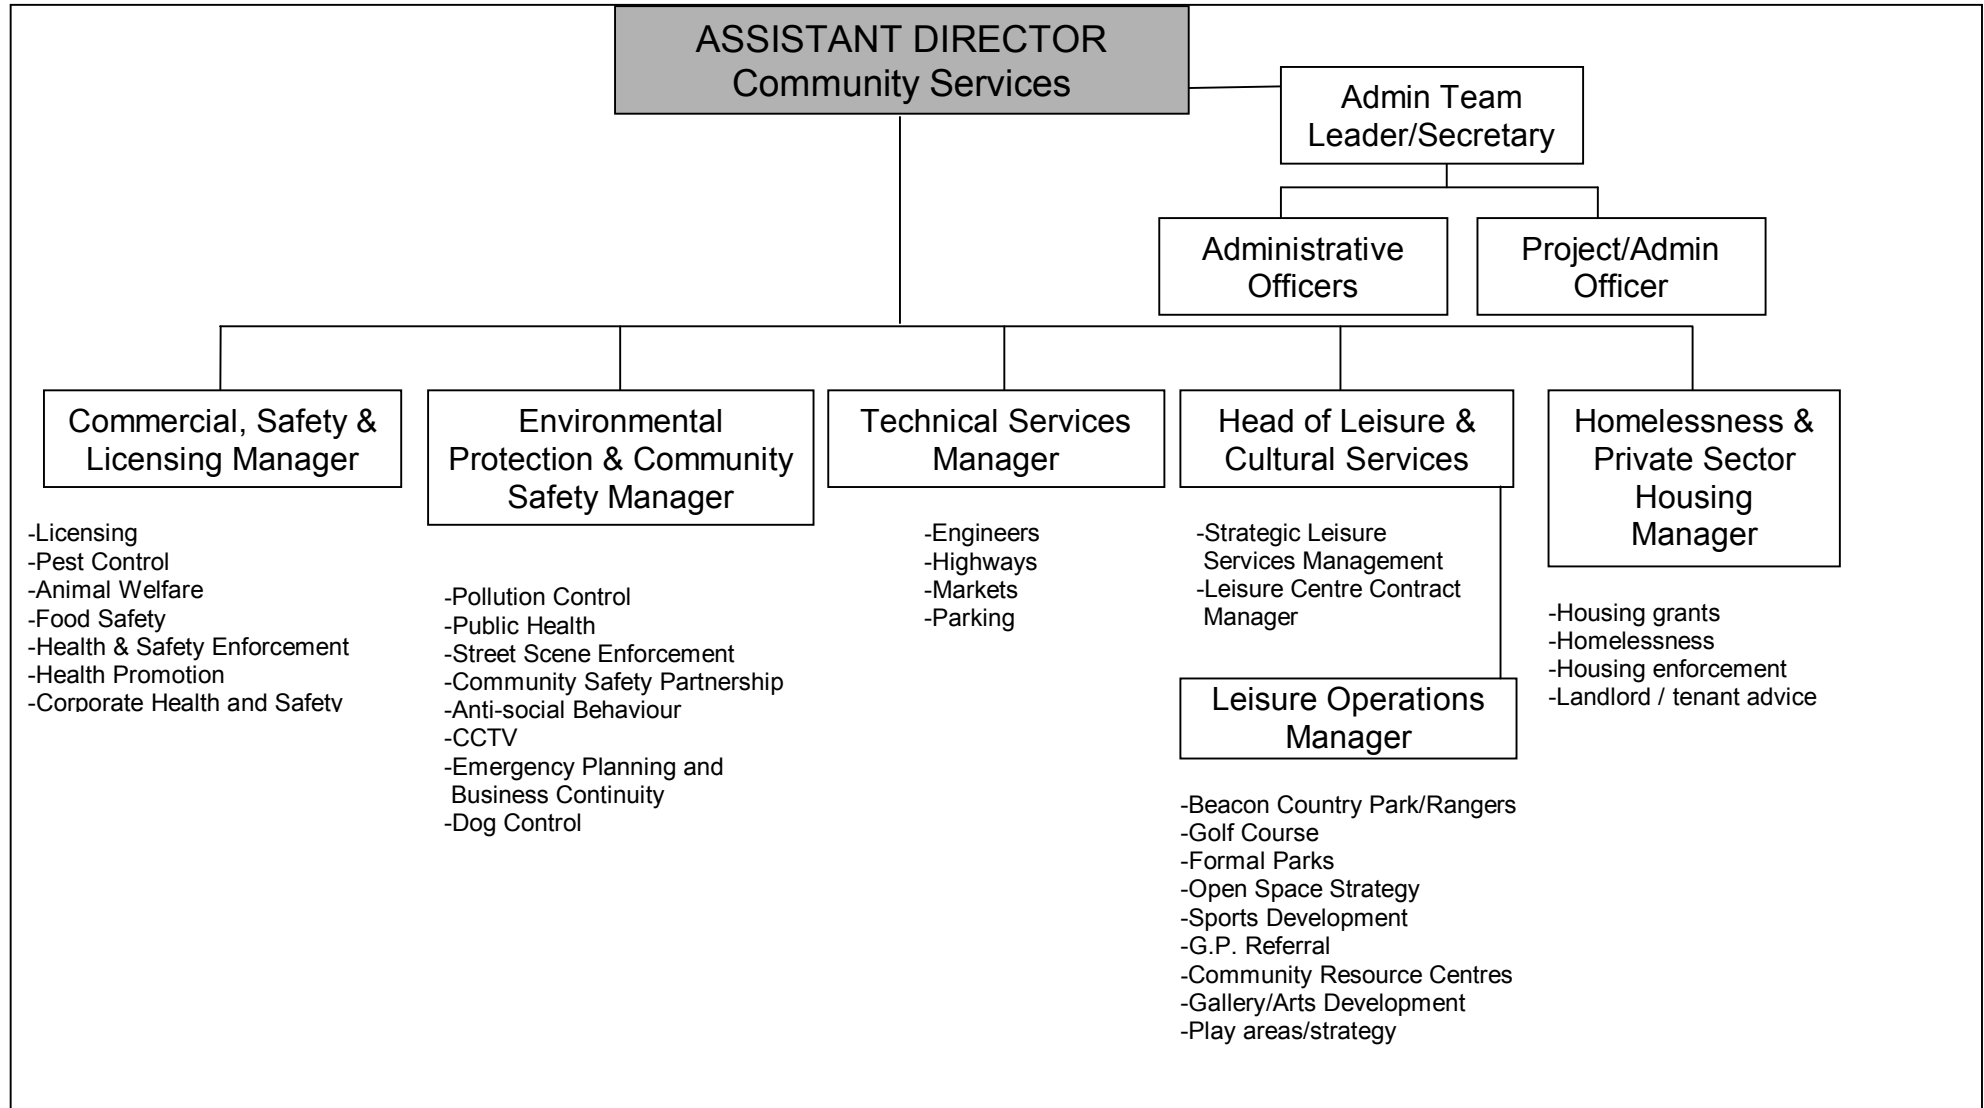 ASSISTANT DIRECTOR
Community Services
Admin Team
Leader/Secretary
Administrative
Officers
Project/Admin
Officer
Commercial, Safety &
Licensing Manager
-Licensing
-Pest Control
-Animal Welfare
-Food Safety
-Health & Safety Enforcement
-Health Promotion
-Corporate Health and Safety
Environmental
Protection & Community
Safety Manager
-Pollution Control
-Public Health
-Street Scene Enforcement
-Community Safety Partnership
-Anti-social Behaviour
-CCTV
-Emergency Planning and
Business Continuity
-Dog Control
Technical Services
Manager
-Engineers
-Highways
-Markets
-Parking
Head of Leisure &
Cultural Services
-Strategic Leisure
Services Management
-Leisure Centre Contract
Manager
Leisure Operations
Manager
-Beacon Country Park/Rangers
-Golf Course
-Formal Parks
-Open Space Strategy
-Sports Development
-G.P. Referral
-Community Resource Centres
-Gallery/Arts Development
-Play areas/strategy
Homelessness &
Private Sector
Housing
Manager
-Housing grants
-Homelessness
-Housing enforcement
-Landlord / tenant advice